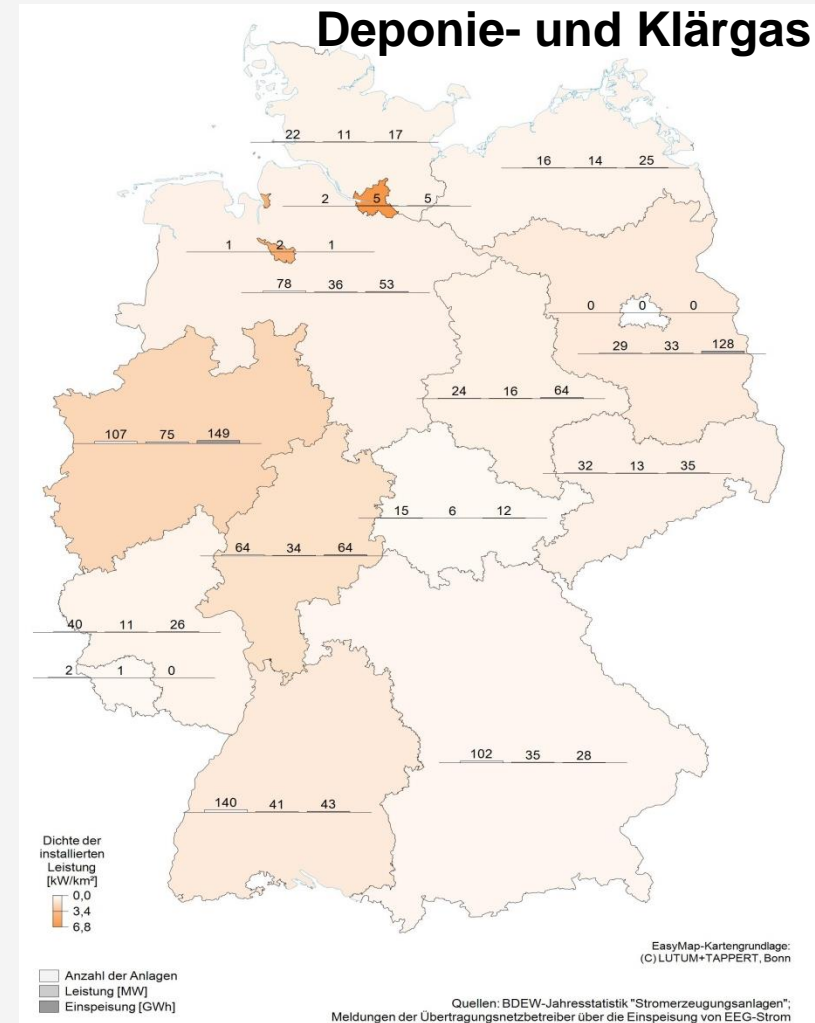 Deponie- und Klärgas
22 11 17
16 14 25
2 5 5
1 2 1
78 36 53
0 0 0
29 33 128
24 16 64
107 75 149
32 13 35
15 6 12
64 34 64
40 11 26
2 1 0
102 35 28
140 41 43
Dichte der
installierten
Leistung
[kW/km²]
0,0
3,4
6,8
EasyMap-Kartengrundlage:
(C) LUTUM+TAPPERT, Bonn
Anzahl der Anlagen
Leistung [MW]
Einspeisung [GWh]
Quellen: BDEW-Jahresstatistik "Stromerzeugungsanlagen";
Meldungen der Übertragungsnetzbetreiber über die Einspeisung von EEG-Strom